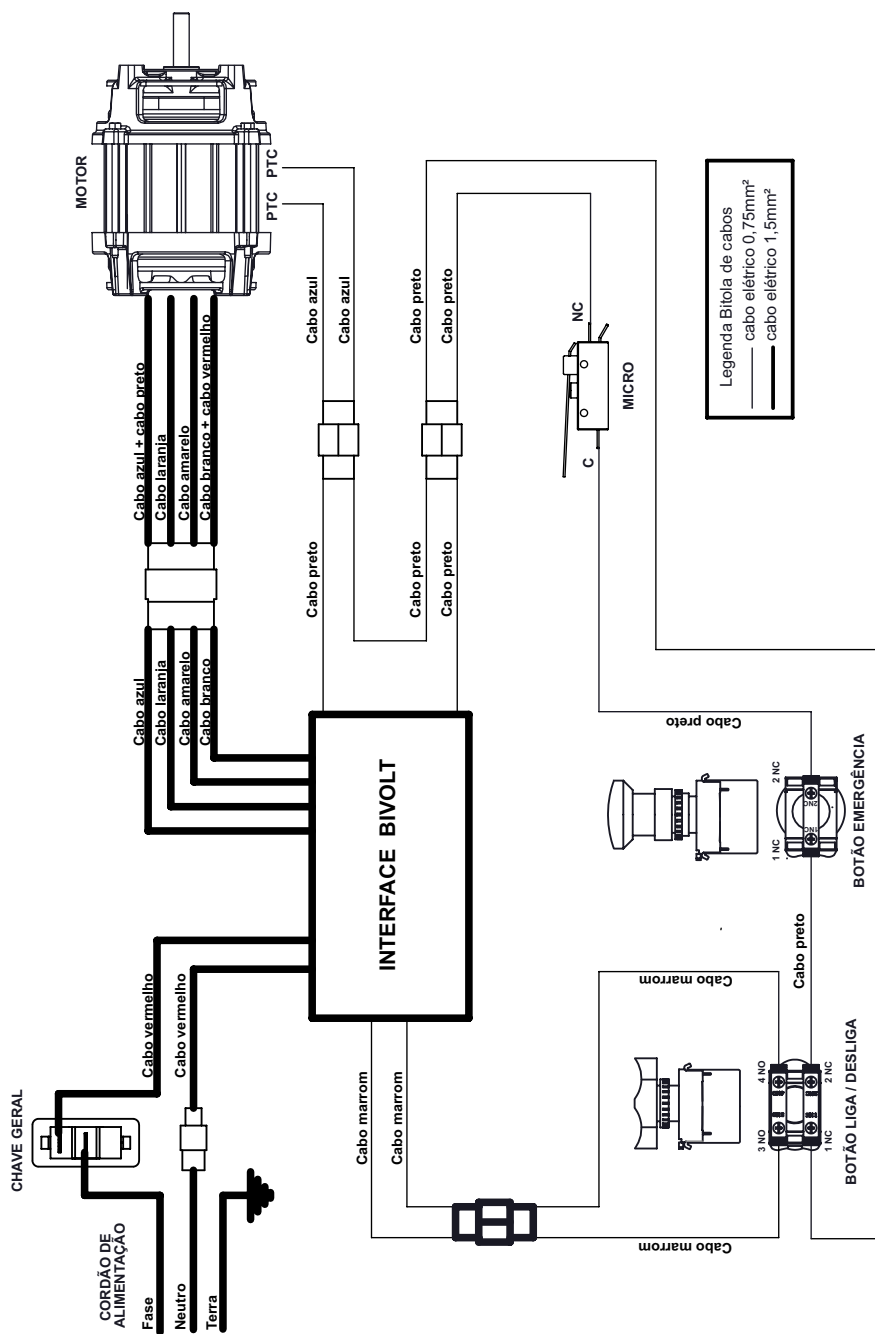 MOTOR
PTC
PTC
Cabo azul + cabo preto
Cabo laranja
Cabo amarelo
Cabo branco + cabo vermelho
Cabo azul
Cabo azul
Cabo preto
Cabo preto
NC
C
MICRO
Legenda Bitola de cabos
cabo elétrico 0,75mm²
cabo elétrico 1,5mm²
Cabo azul
Cabo laranja
Cabo amarelo
Cabo branco
Cabo preto
Cabo preto
Cabo preto
INTERFACE BIVOLT
Cabo preto
1 NC
2 NC
1NC
2NC
BOTÃO EMERGÊNCIA
Cabo preto
CHAVE GERAL
Cabo vermelho
Cabo vermelho
CORDÃO DE
ALIMENTAÇÃO
Fase
Neutro
Terra
Cabo marrom
Cabo marrom
Cabo marrom
Cabo marrom
3 NO
4 NO
1 NC
2 NC
BOTÃO LIGA / DESLIGA